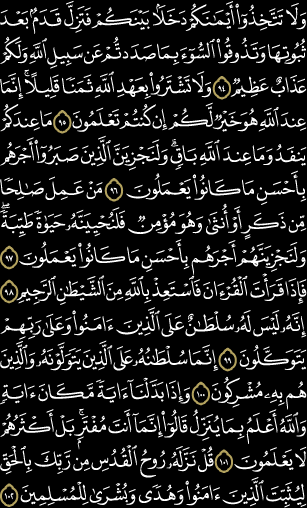 وَلَا تَتَّخِذُوٓا۟ أَيْمَـٰنَكُمْ دَخَلًۢا بَيْنَكُمْ فَتَزِلَّ قَدَمٌۢ بَعْدَ
ثُبُوتِهَا وَتَذُوقُوا۟ ٱلسُّوٓءَ بِمَا صَدَدتُّمْ عَن سَبِيلِ ٱللَّهِ وَلَكُمْ
عَذَابٌ عَظِيمٌ ٩٤ وَلَا تَشْتَرُوا۟ بِعَهْدِ ٱللَّهِ ثَمَنًا قَلِيلًا ۚ إِنَّمَا
عِندَ ٱللَّهِ هُوَ خَيْرٌ لَّكُمْ إِن كُنتُمْ تَعْلَمُونَ ٩٥ مَا عِندَكُمْ
يَنفَدُ وَمَا عِندَ ٱللَّهِ بَاقٍ ۗ وَلَنَجْزِيَنَّ ٱلَّذِينَ صَبَرُوٓا۟ أَجْرَهُم
بِأَحْسَنِ مَا كَانُوا۟ يَعْمَلُونَ ٩٦ مَنْ عَمِلَ صَـٰلِحًا
مِّن ذَكَرٍ أَوْ أُنثَىٰ وَهُوَ مُؤْمِنٌ فَلَنُحْيِيَنَّهُۥ حَيَوٰةً طَيِّبَةً ۖ
وَلَنَجْزِيَنَّهُمْ أَجْرَهُم بِأَحْسَنِ مَا كَانُوا۟ يَعْمَلُونَ ٩٧
فَإِذَا قَرَأْتَ ٱلْقُرْءَانَ فَٱسْتَعِذْ بِٱللَّهِ مِنَ ٱلشَّيْطَـٰنِ ٱلرَّجِيمِ ٩٨
إِنَّهُۥ لَيْسَ لَهُۥ سُلْطَـٰنٌ عَلَى ٱلَّذِينَ ءَامَنُوا۟ وَعَلَىٰ رَبِّهِمْ
يَتَوَكَّلُونَ ٩٩ إِنَّمَا سُلْطَـٰنُهُۥ عَلَى ٱلَّذِينَ يَتَوَلَّوْنَهُۥ وَٱلَّذِينَ
هُم بِهِۦ مُشْرِكُونَ ١٠٠ وَإِذَا بَدَّلْنَآ ءَايَةً مَّكَانَ ءَايَةٍ ۙ
وَٱللَّهُ أَعْلَمُ بِمَا يُنَزِّلُ قَالُوٓا۟ إِنَّمَآ أَنتَ مُفْتَرٍۭ ۚ بَلْ أَكْثَرُهُمْ
لَا يَعْلَمُونَ ١٠١ قُلْ نَزَّلَهُۥ رُوحُ ٱلْقُدُسِ مِن رَّبِّكَ بِٱلْحَقِّ
لِيُثَبِّتَ ٱلَّذِينَ ءَامَنُوا۟ وَهُدًى وَبُشْرَىٰ لِلْمُسْلِمِينَ ١٠٢